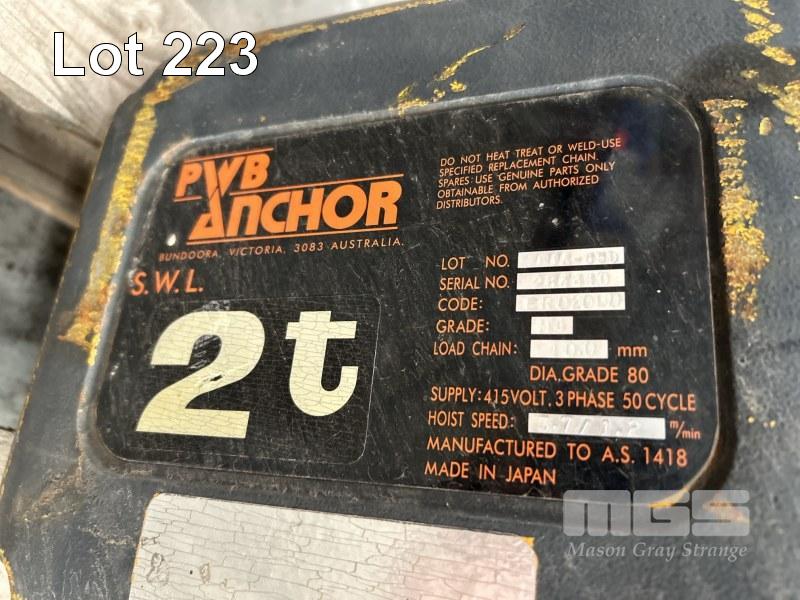 Lot 223
PWB
ANCHOR
BUNDOORA, VICTORIA, 3083 AUSTRALIA.
S.W.L.
2t
DO NOT HEAT TREAT OR WELD-USE
SPECIFIED REPLACEMENT CHAIN.
SPARES: USE GENUINE PARTS ONLY
OBTAINABLE FROM AUTHORIZED
DISTRIBUTORS.
LOT NO.
SERIAL NO.
CODE:
GRADE:
LOAD CHAIN: mm
DIA.GRADE 80
SUPPLY:415VOLT. 3 PHASE 50 CYCLE
HOIST SPEED: m/min
MANUFACTURED TO A.S. 1418
MADE IN JAPAN
MGS
Mason Gray Strange